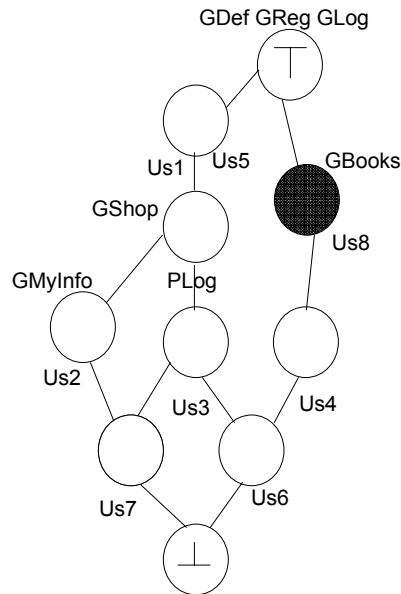 GDef GReg GLog
⊤
Us1 Us5
GBooks
GShop
Us8
GMyInfo
PLog
Us2
Us3
Us4
Us7
Us6
⊥